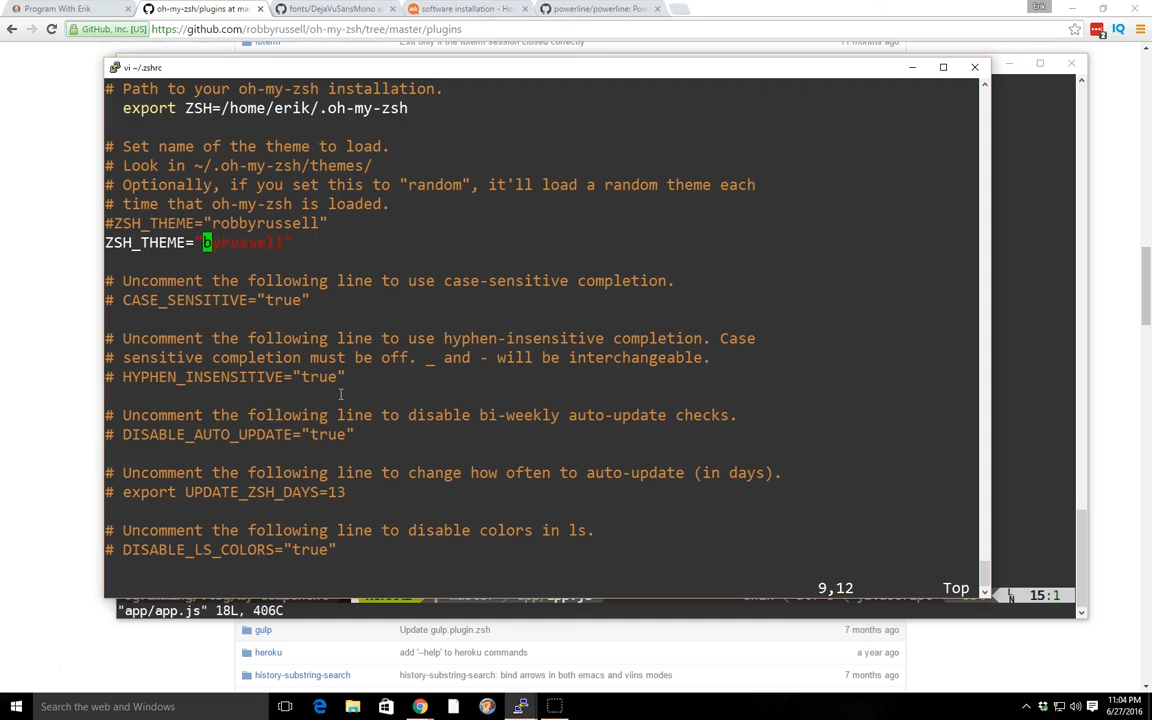 Program With Erik
oh-my-zsh/plugins at mas
fonts/DejaVuSansMono at
software installation - Ho
powerline/powerline: Pow
Erik
GitHub, Inc. [US]
https://github.com/robbyrussell/oh-my-zsh/tree/master/plugins
vi ~/.zshrc
# Path to your oh-my-zsh installation.
export ZSH=/home/erik/.oh-my-zsh
# Set name of the theme to load.
# Look in ~/.oh-my-zsh/themes/
# Optionally, if you set this to "random", it'll load a random theme each
# time that oh-my-zsh is loaded.
#ZSH_THEME="robbyrussell"
ZSH_THEME="byrussell"
# Uncomment the following line to use case-sensitive completion.
# CASE_SENSITIVE="true"
# Uncomment the following line to use hyphen-insensitive completion. Case
# sensitive completion must be off. _ and - will be interchangeable.
# HYPHEN_INSENSITIVE="true"
# Uncomment the following line to disable bi-weekly auto-update checks.
# DISABLE_AUTO_UPDATE="true"
# Uncomment the following line to change how often to auto-update (in days).
# export UPDATE_ZSH_DAYS=13
# Uncomment the following line to disable colors in ls.
# DISABLE_LS_COLORS="true"
9,12 Top
15:1
"app/app.js" 18L, 406C
gulp Update gulp.plugin.zsh 7 months ago
heroku add '--help' to heroku commands a year ago
history-substring-search history-substring-search: bind arrows in both emacs and viins modes 7 months ago
Search the web and Windows
11:04 PM
6/27/2016